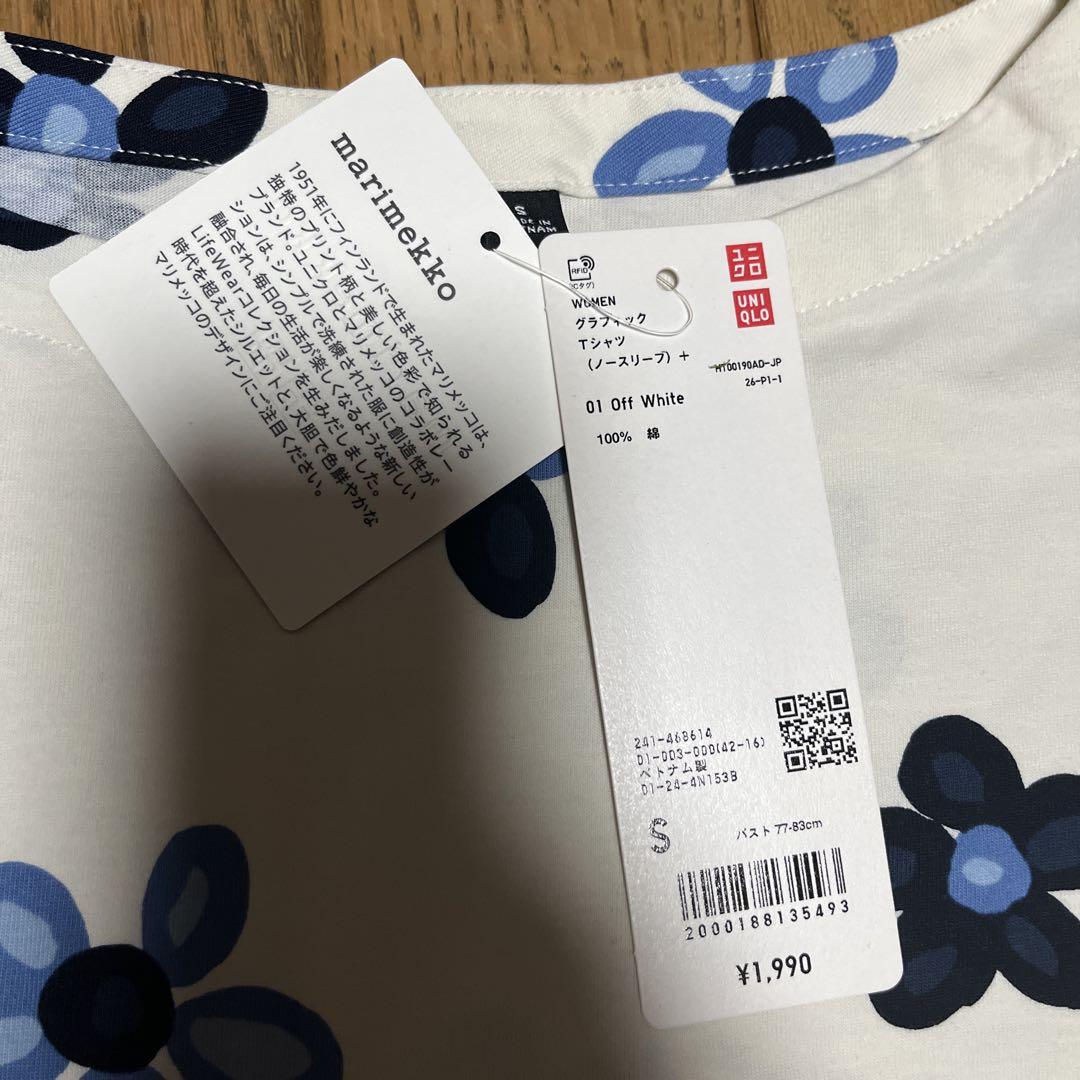 marimekko
1951年にフィンランドで生まれたマリメッコは、
独特のプリント柄と美しい色彩で知られる
ブランド。ユニクロとマリメッコのコラボレー
ションは、シンプルで洗練された服に創造性が
融合され、毎日の生活が楽しくなるような新しい
LifeWearコレクションを生みだしました。
時代を超えたシルエットと、大胆で色鮮やかな
マリメッコのデザインにご注目ください。
S
MADE IN
VIETNAM
RFID
(ICタグ)
ユニ
クロ
UNI
QLO
WOMEN
グラフィック
Tシャツ
(ノースリーブ)+
MT00190AD-JP
26-P1-1
01 Off White
100% 綿
241-468614
01-003-000(42-16)
ベトナム製
01-24-4N153B
S
バスト 77-83cm
2000188135493
¥1,990